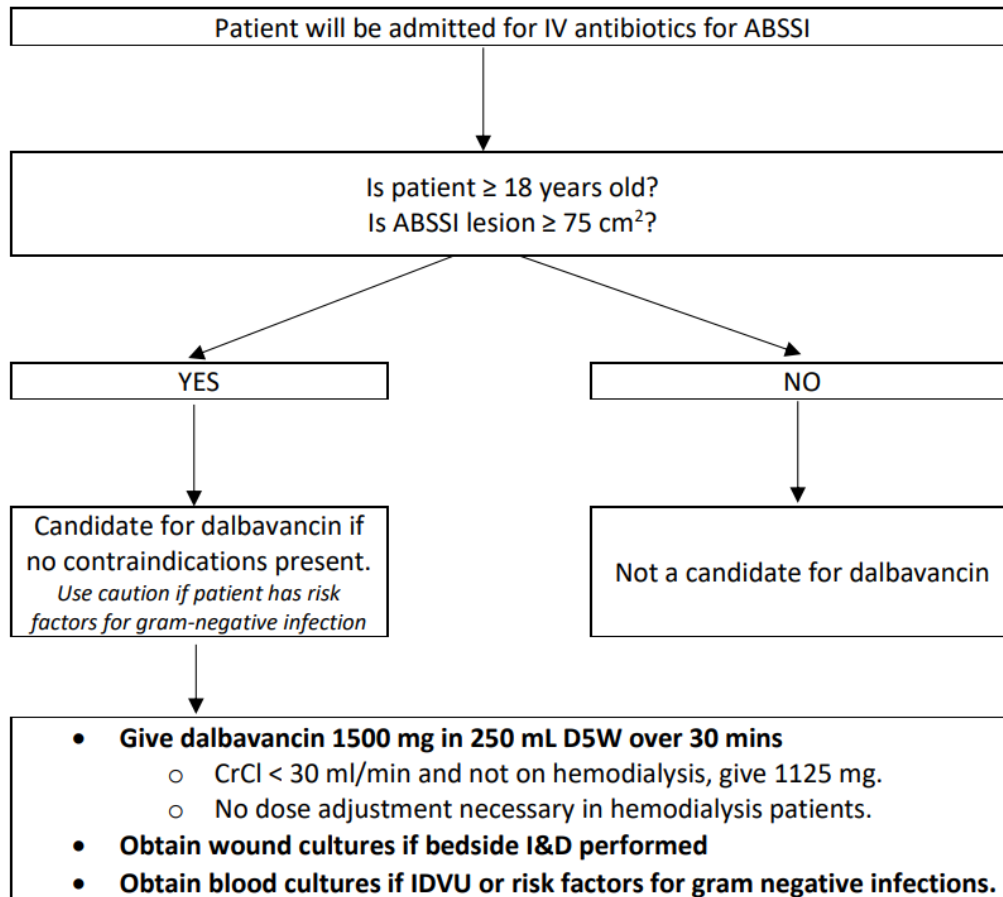 Patient will be admitted for IV antibiotics for ABSSI
Is patient ≥ 18 years old?
Is ABSSI lesion ≥ 75 cm²?
YES
NO
Candidate for dalbavancin if
no contraindications present.
Use caution if patient has risk
factors for gram-negative infection
Not a candidate for dalbavancin
• Give dalbavancin 1500 mg in 250 mL D5W over 30 mins
o CrCl < 30 ml/min and not on hemodialysis, give 1125 mg.
o No dose adjustment necessary in hemodialysis patients.
• Obtain wound cultures if bedside I&D performed
• Obtain blood cultures if IDVU or risk factors for gram negative infections.